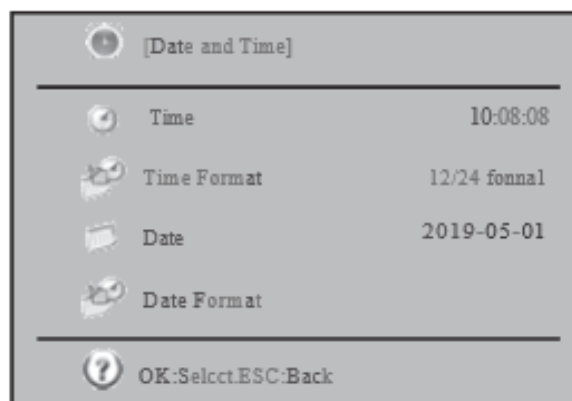 [Date and Time]
Time 10:08:08
Time Format 12/24 fonnal
Date 2019-05-01
Date Format
OK:Selcct.ESC:Back